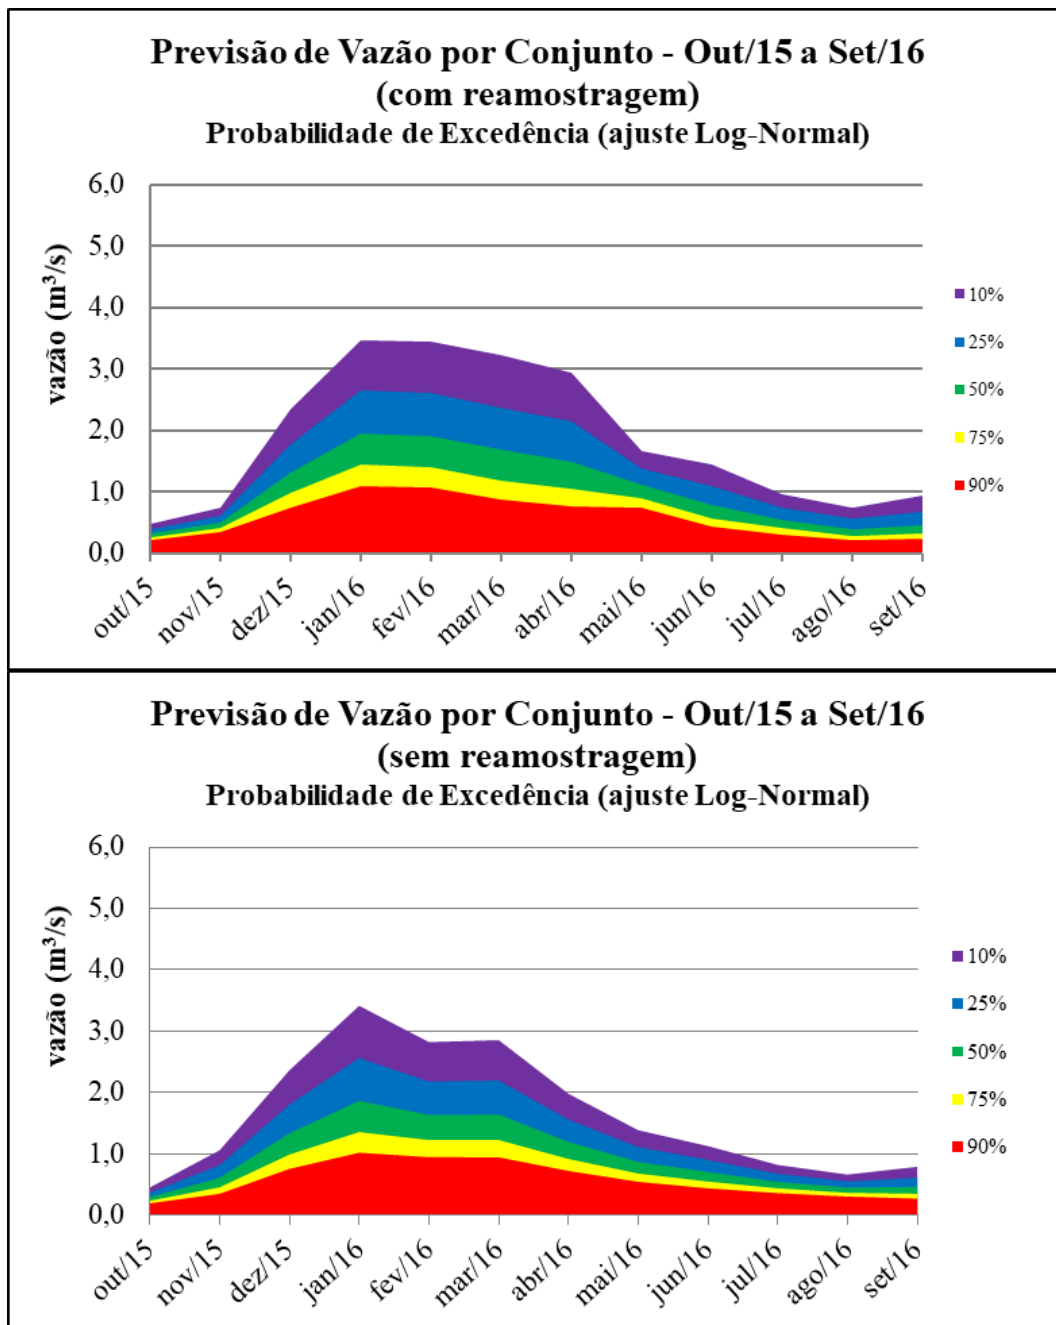 Previsão de Vazão por Conjunto - Out/15 a Set/16
(com reamostragem)
Probabilidade de Excedência (ajuste Log-Normal)
6,0
5,0
4,0
3,0
2,0
1,0
0,0
vazão (m³/s)
10%
25%
50%
75%
90%
out/15
nov/15
dez/15
jan/16
fev/16
mar/16
abr/16
mai/16
jun/16
jul/16
ago/16
set/16
Previsão de Vazão por Conjunto - Out/15 a Set/16
(sem reamostragem)
Probabilidade de Excedência (ajuste Log-Normal)
6,0
5,0
4,0
3,0
2,0
1,0
0,0
vazão (m³/s)
10%
25%
50%
75%
90%
out/15
nov/15
dez/15
jan/16
fev/16
mar/16
abr/16
mai/16
jun/16
jul/16
ago/16
set/16